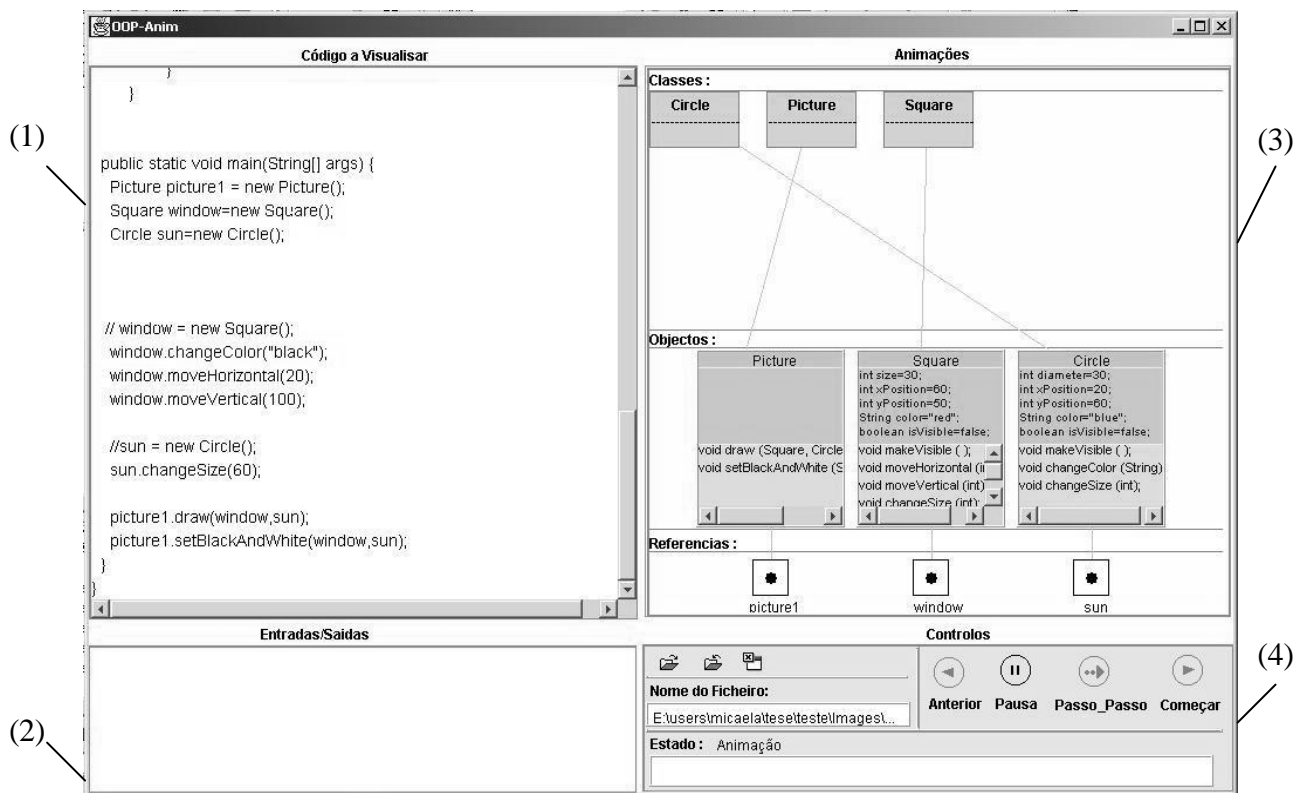 OOP-Anim
Código a Visualisar
}
}
public static void main(String[] args) {
Picture picture1 = new Picture();
Square window=new Square();
Circle sun=new Circle();
// window = new Square();
window.changeColor("black");
window.moveHorizontal(20);
window.moveVertical(100);
//sun = new Circle();
sun.changeSize(60);
picture1.draw(window,sun);
picture1.setBlackAndWhite(window,sun);
}
}
(1)
Animações
Classes :
Circle
Picture
Square
Objectos :
Picture
void draw (Square, Circle
void setBlackAndWhite (S
Square
int size=30;
int xPosition=60;
int yPosition=50;
String color="red";
boolean isVisible=false;
void makeVisible ( );
void moveHorizontal (i
void moveVertical (int)
void changeSize (int);
Circle
int diameter=30;
int xPosition=20;
int yPosition=60;
String color="blue";
boolean isVisible=false;
void makeVisible ( );
void changeColor (String)
void changeSize (int);
Referencias :
picture1
window
sun
(3)
Entradas/Saidas
(2)
Controlos
Nome do Ficheiro:
E:\users\micaela\tese\teste\Images\...
Anterior
Pausa
Passo_Passo
Começar
Estado : Animação
(4)